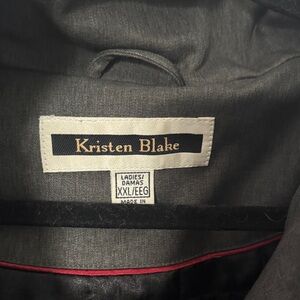 Kristen Blake
LADIES/
DAMAS
XXL/EEG
MADE IN